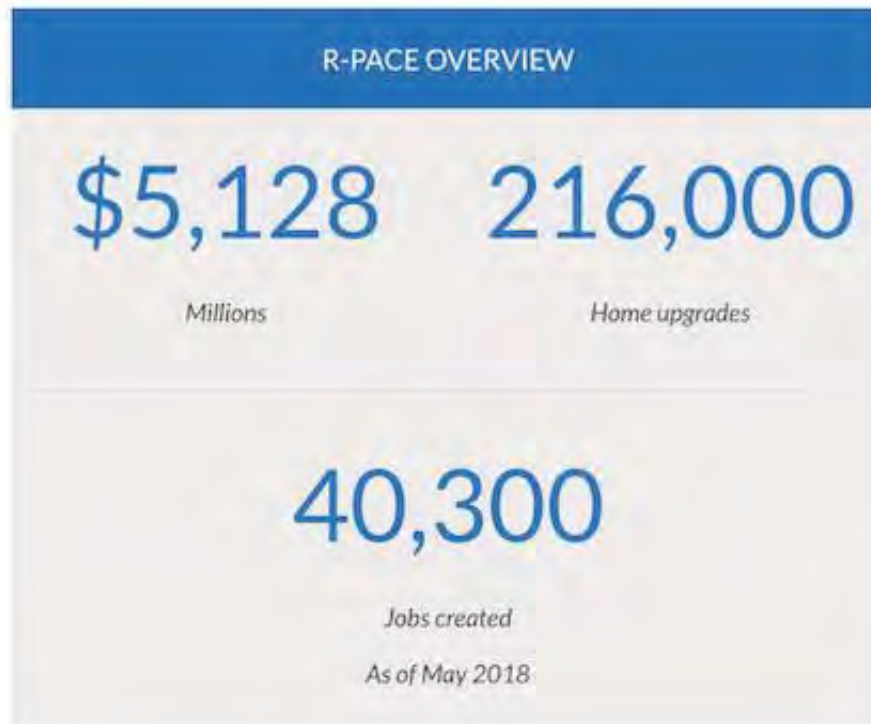 R-PACE OVERVIEW
$5,128 216,000
Millions Home upgrades
40,300
Jobs created
As of May 2018